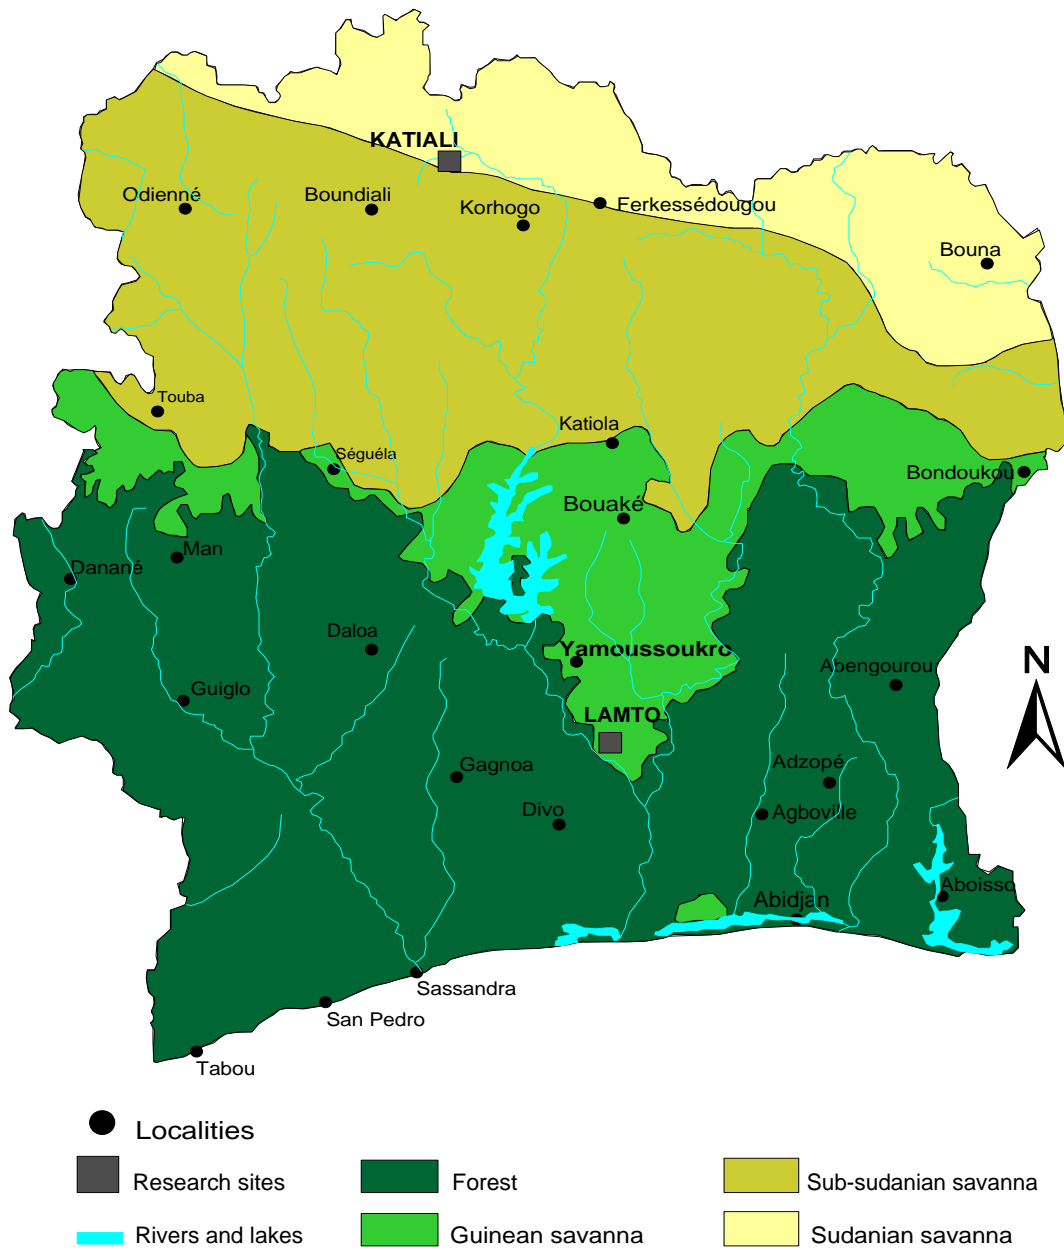 KATIALI
Odienné
Boundiali
Korhogo
Ferkessédougou
Bouna
Touba
Katiola
Séguéla
Bondoukou
Bouaké
Man
Danané
Daloa
Yamoussoukro
Abengourou
N
Guiglo
LAMTO
Gagnoa
Adzopé
Divo
Agboville
Aboisso
Abidjan
Sassandra
San Pedro
Tabou
Localities
Research sites
Forest
Sub-sudanian savanna
Rivers and lakes
Guinean savanna
Sudanian savanna